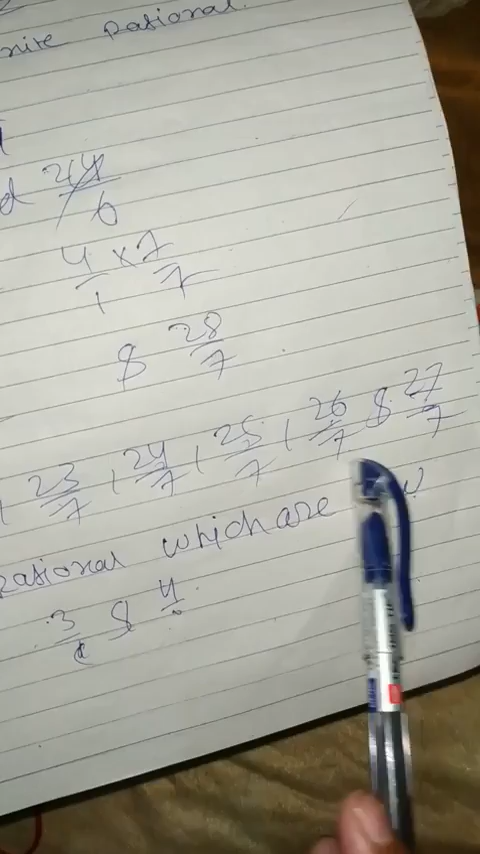 nite rational.
d 24/6
4/1 × 7/7
& 28/7
, 23/7, 24/7, 25/7, 26/7 & 27/7
rational which are
3/ & 4/